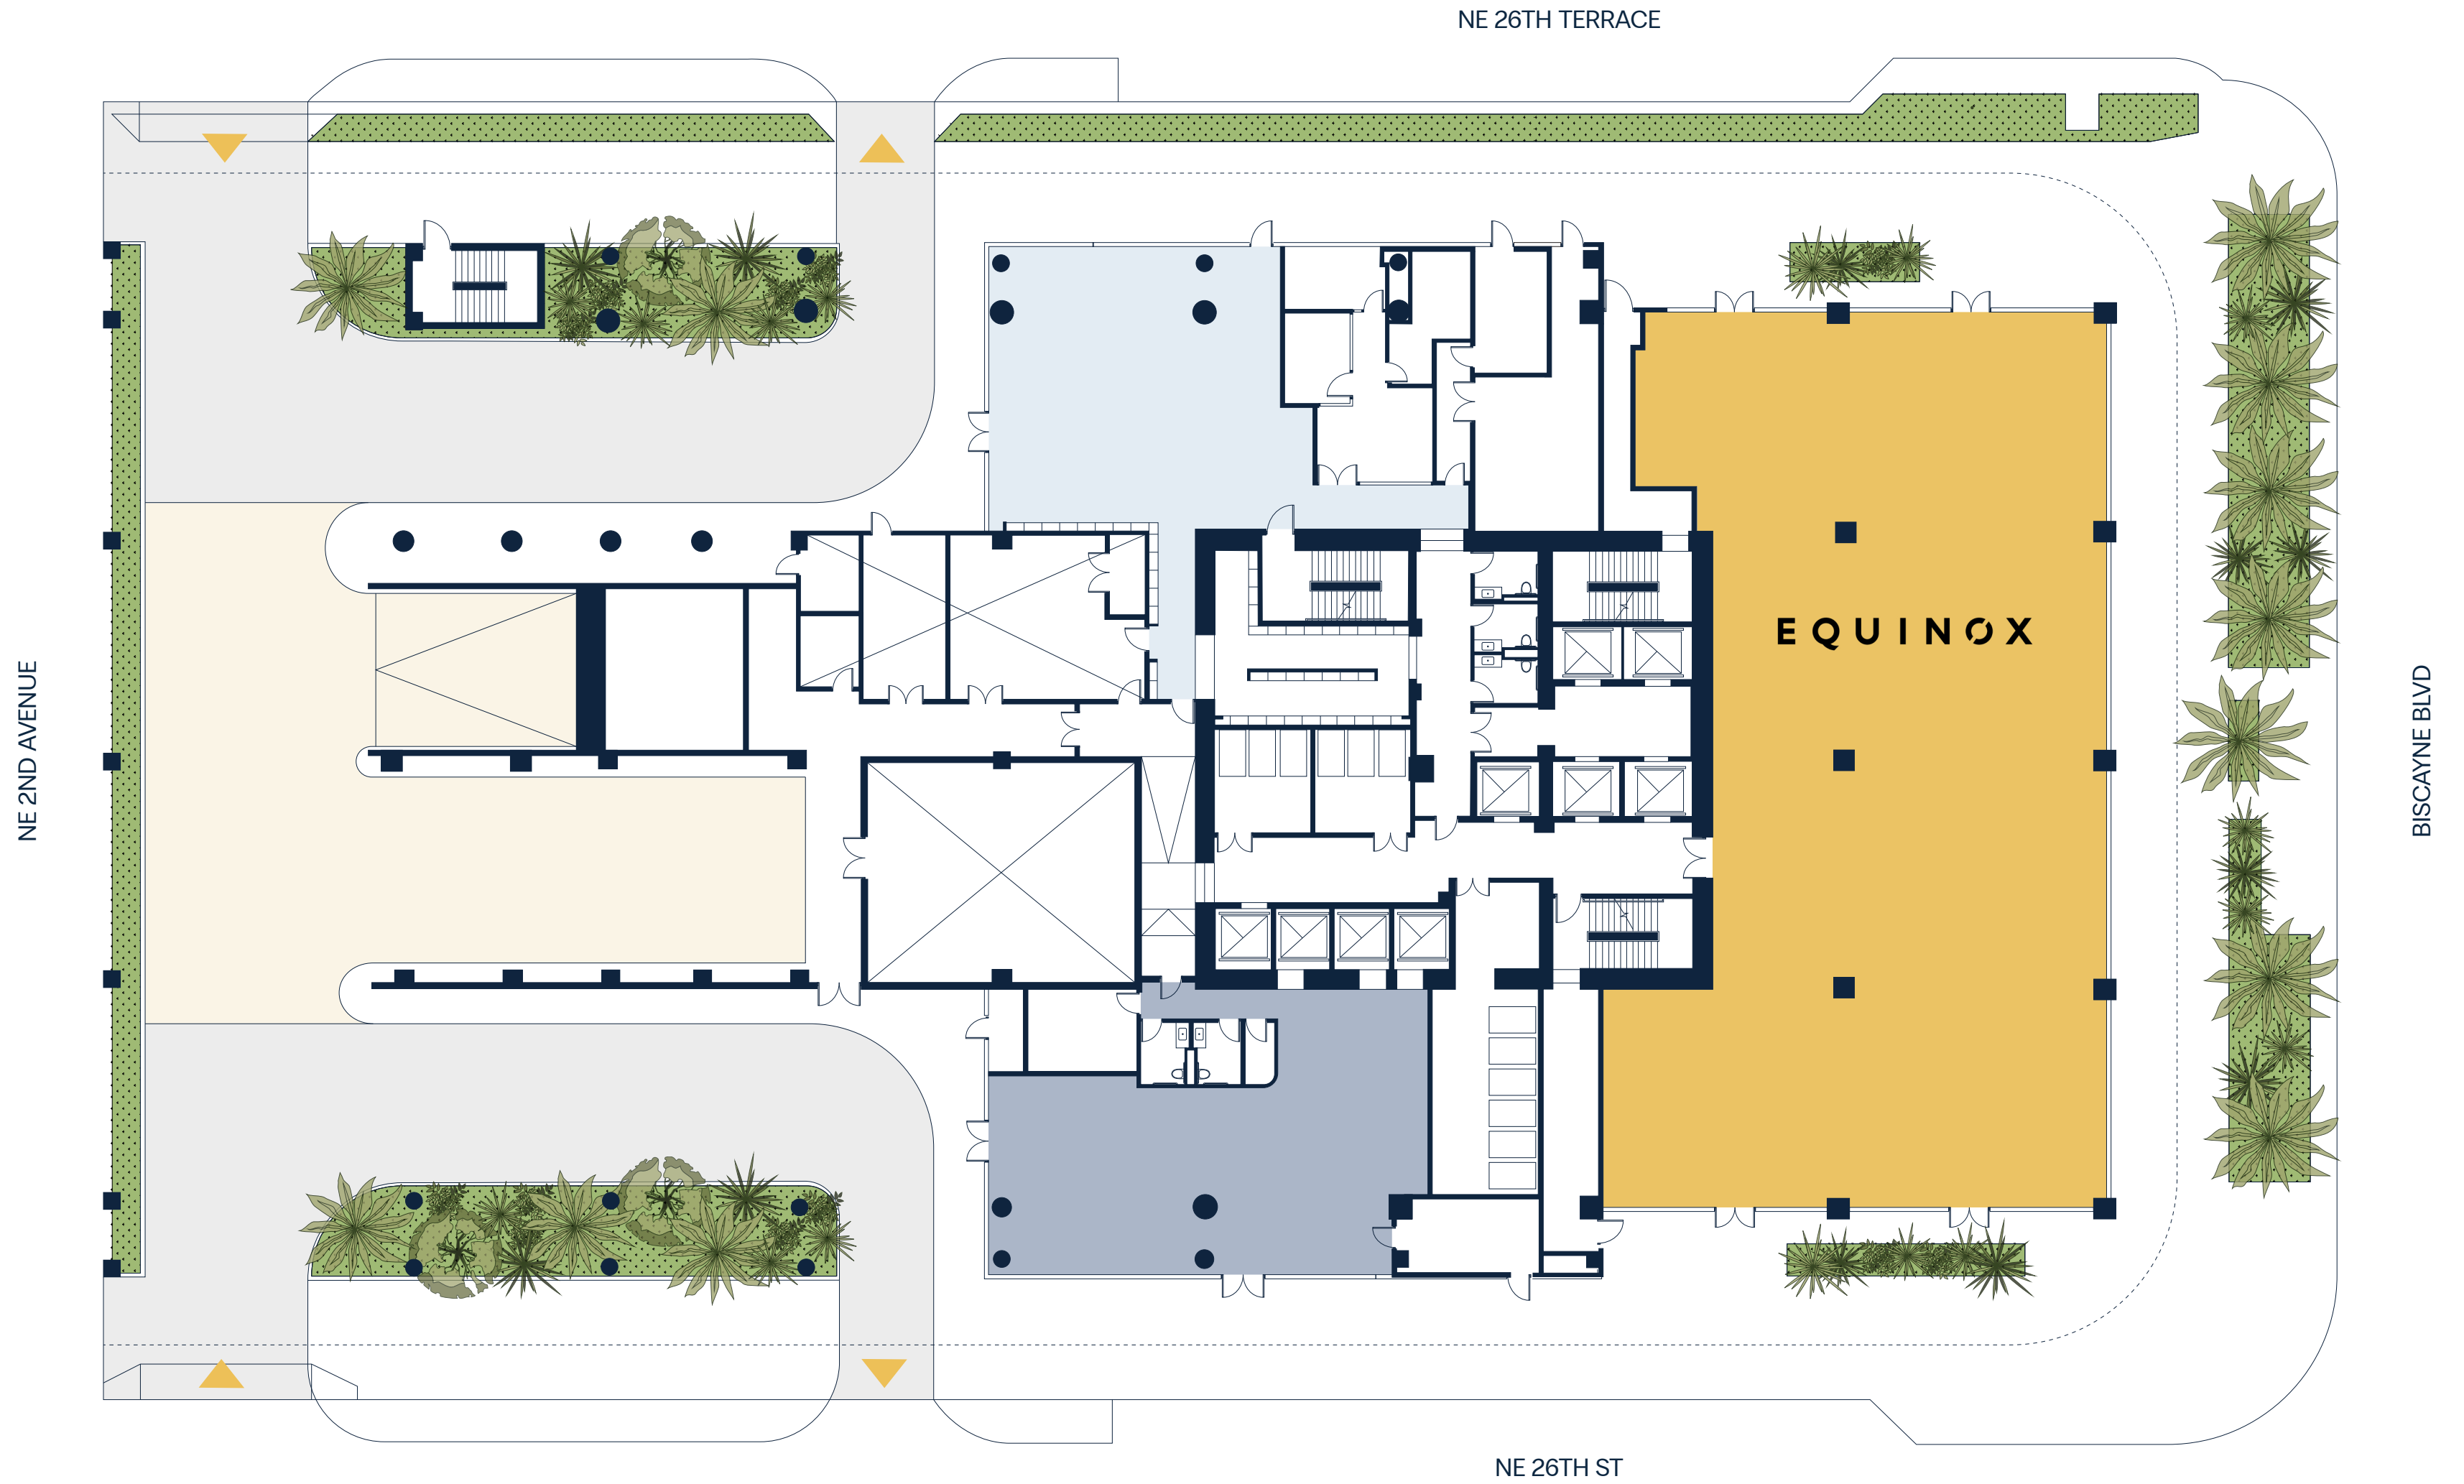 NE 26TH TERRACE
NE 2ND AVENUE
EQUINOX
BISCAYNE BLVD
NE 26TH ST